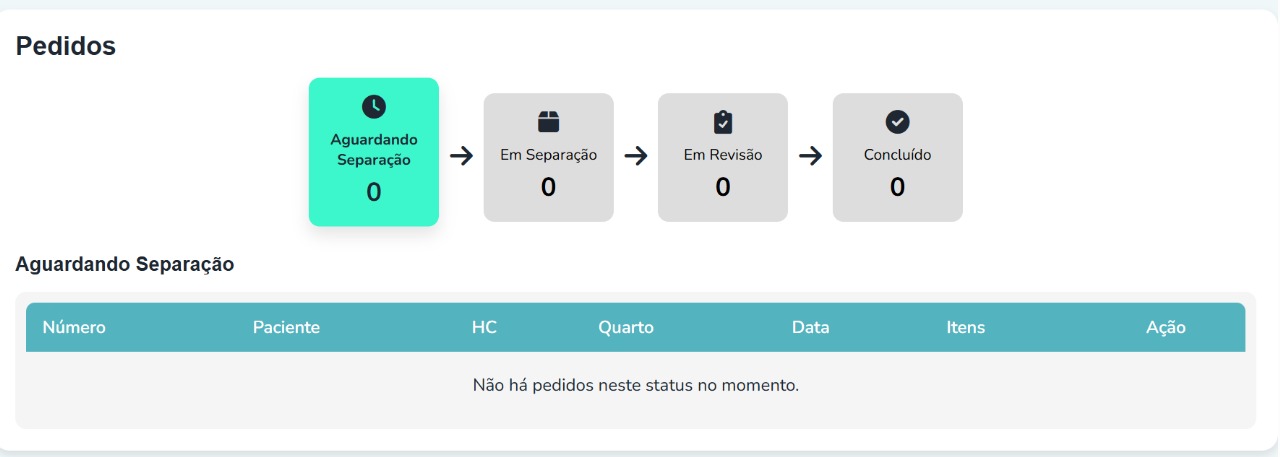 Pedidos
Aguardando
Separação
0
Em Separação
0
Em Revisão
0
Concluído
0
Aguardando Separação
Número Paciente HC Quarto Data Itens Ação
Não há pedidos neste status no momento.